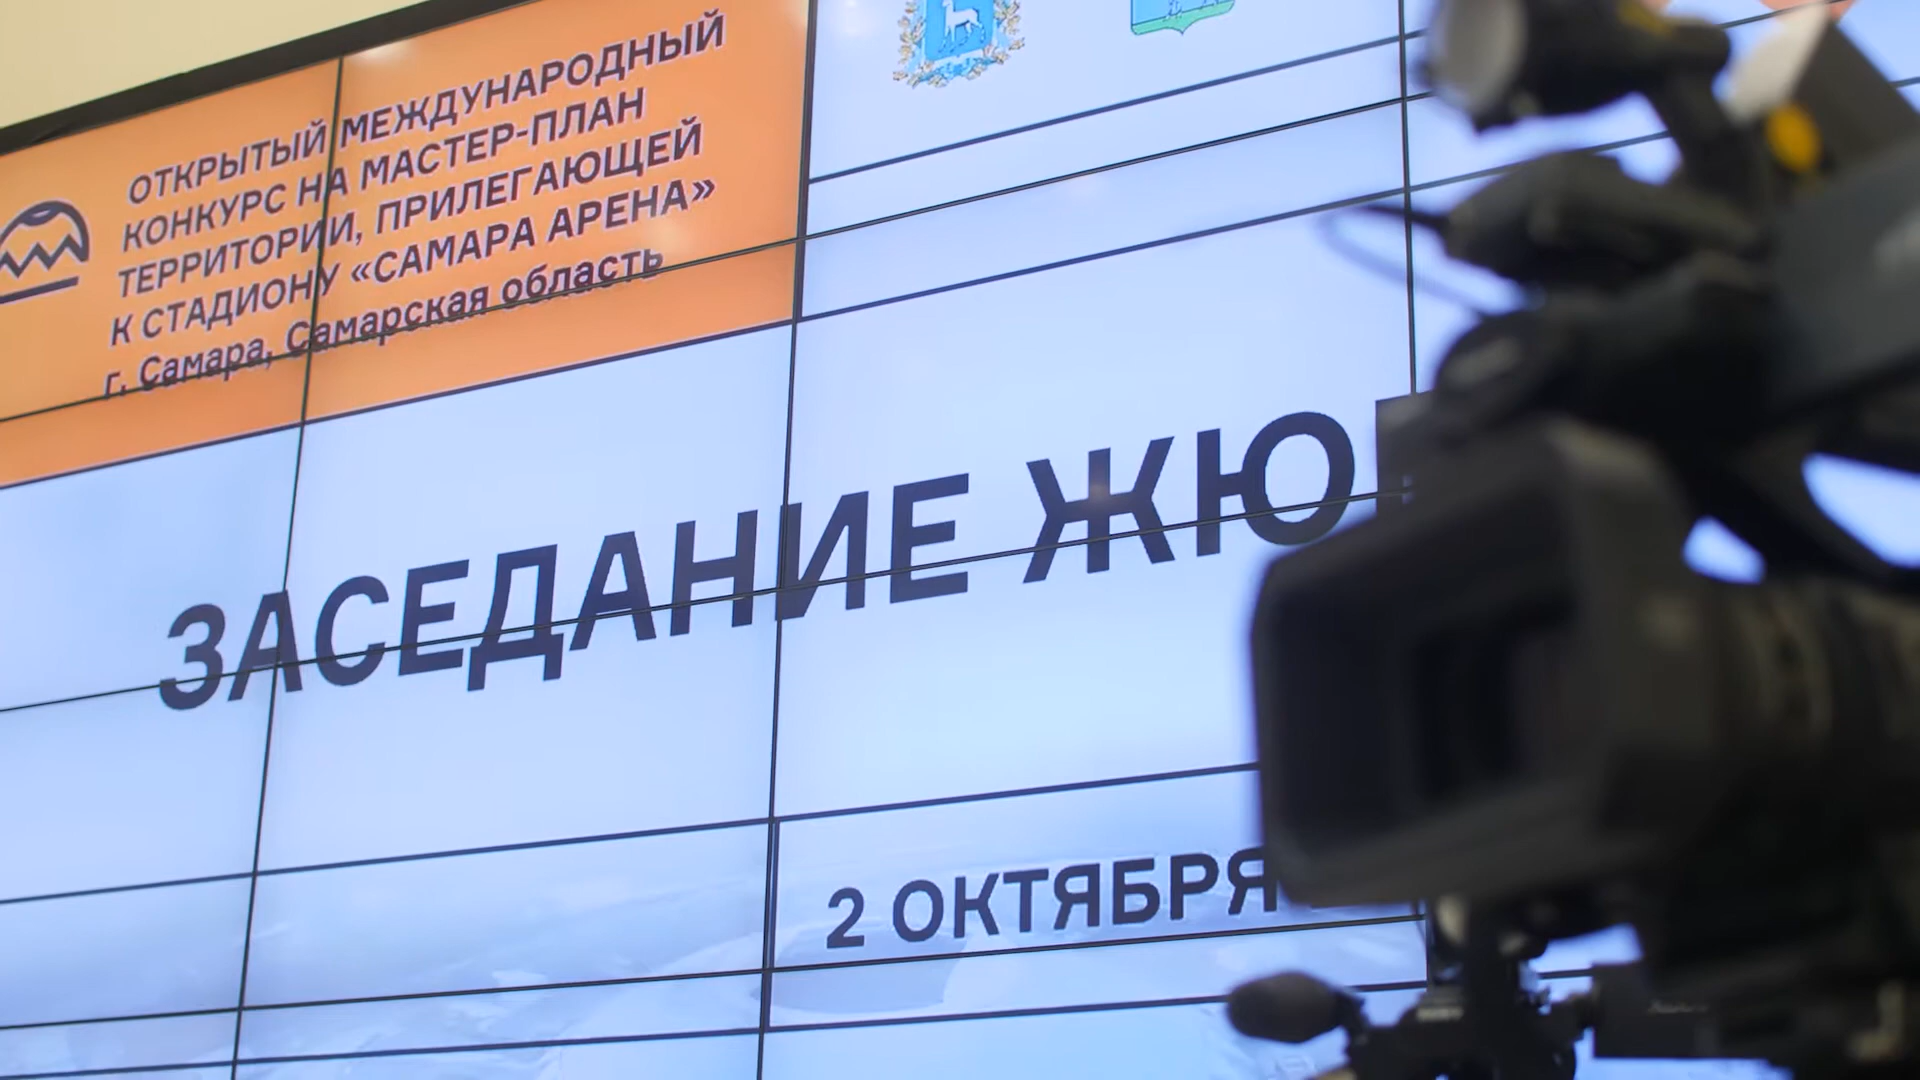 ОТКРЫТЫЙ МЕЖДУНАРОДНЫЙ
КОНКУРС НА МАСТЕР-ПЛАН
ТЕРРИТОРИИ, ПРИЛЕГАЮЩЕЙ
К СТАДИОНУ «САМАРА АРЕНА»
г. Самара, Самарская область
ЗАСЕДАНИЕ ЖЮ
2 ОКТЯБРЯ